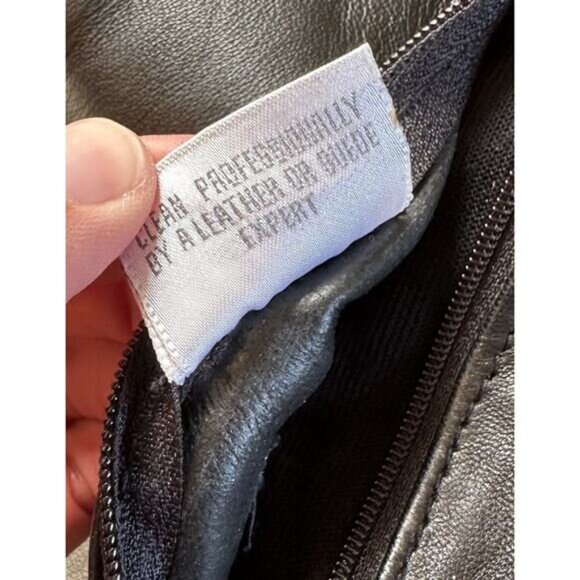 CLEAN PROFESSIONALLY
BY A LEATHER OR SUEDE
EXPERT